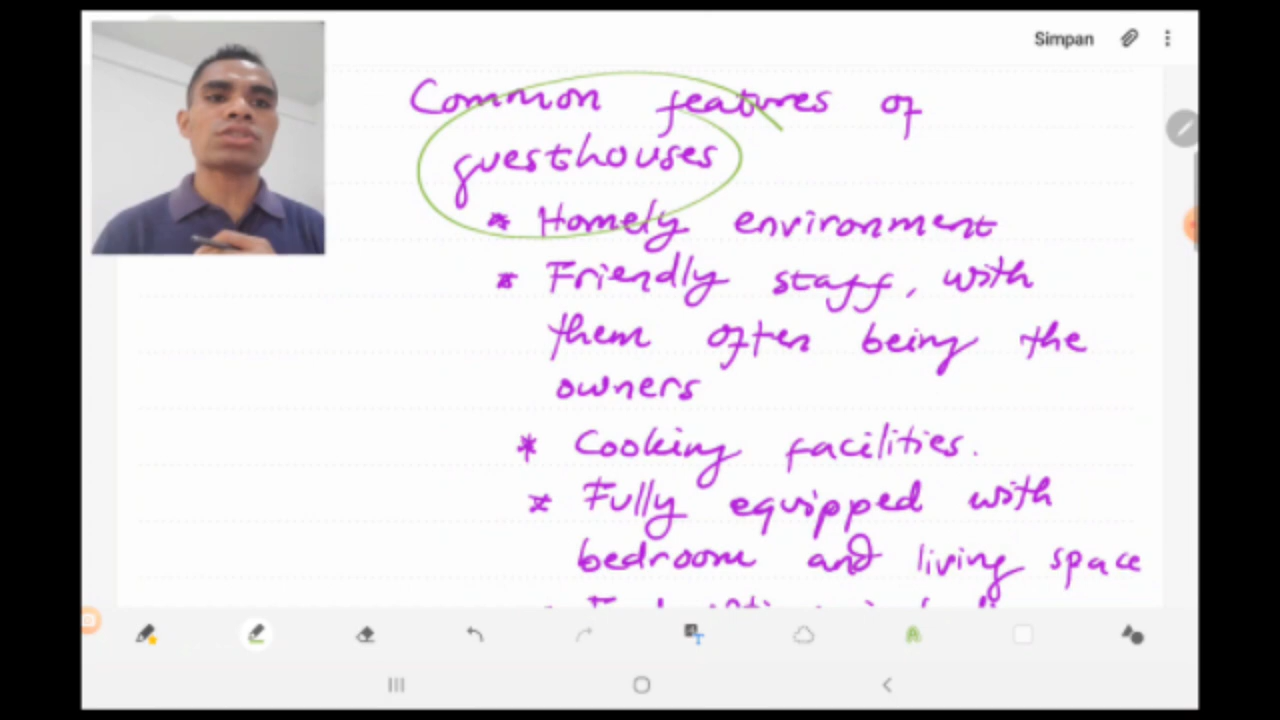 Simpan
Common features of
guesthouses
* Homely environment
* Friendly staff, with
them often being the
owners
* Cooking facilities.
* Fully equipped with
bedroom and living space